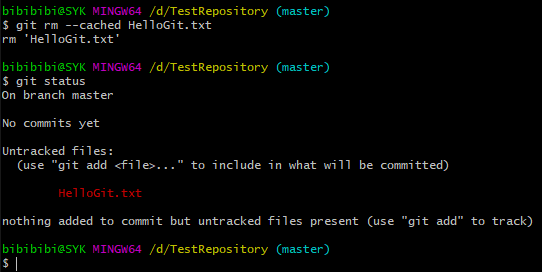 bibibibi@SYK MINGW64 /d/TestRepository (master)
$ git rm --cached HelloGit.txt
rm 'HelloGit.txt'
bibibibi@SYK MINGW64 /d/TestRepository (master)
$ git status
On branch master
No commits yet
Untracked files:
(use "git add <file>..." to include in what will be committed)
HelloGit.txt
nothing added to commit but untracked files present (use "git add" to track)
bibibibi@SYK MINGW64 /d/TestRepository (master)
$